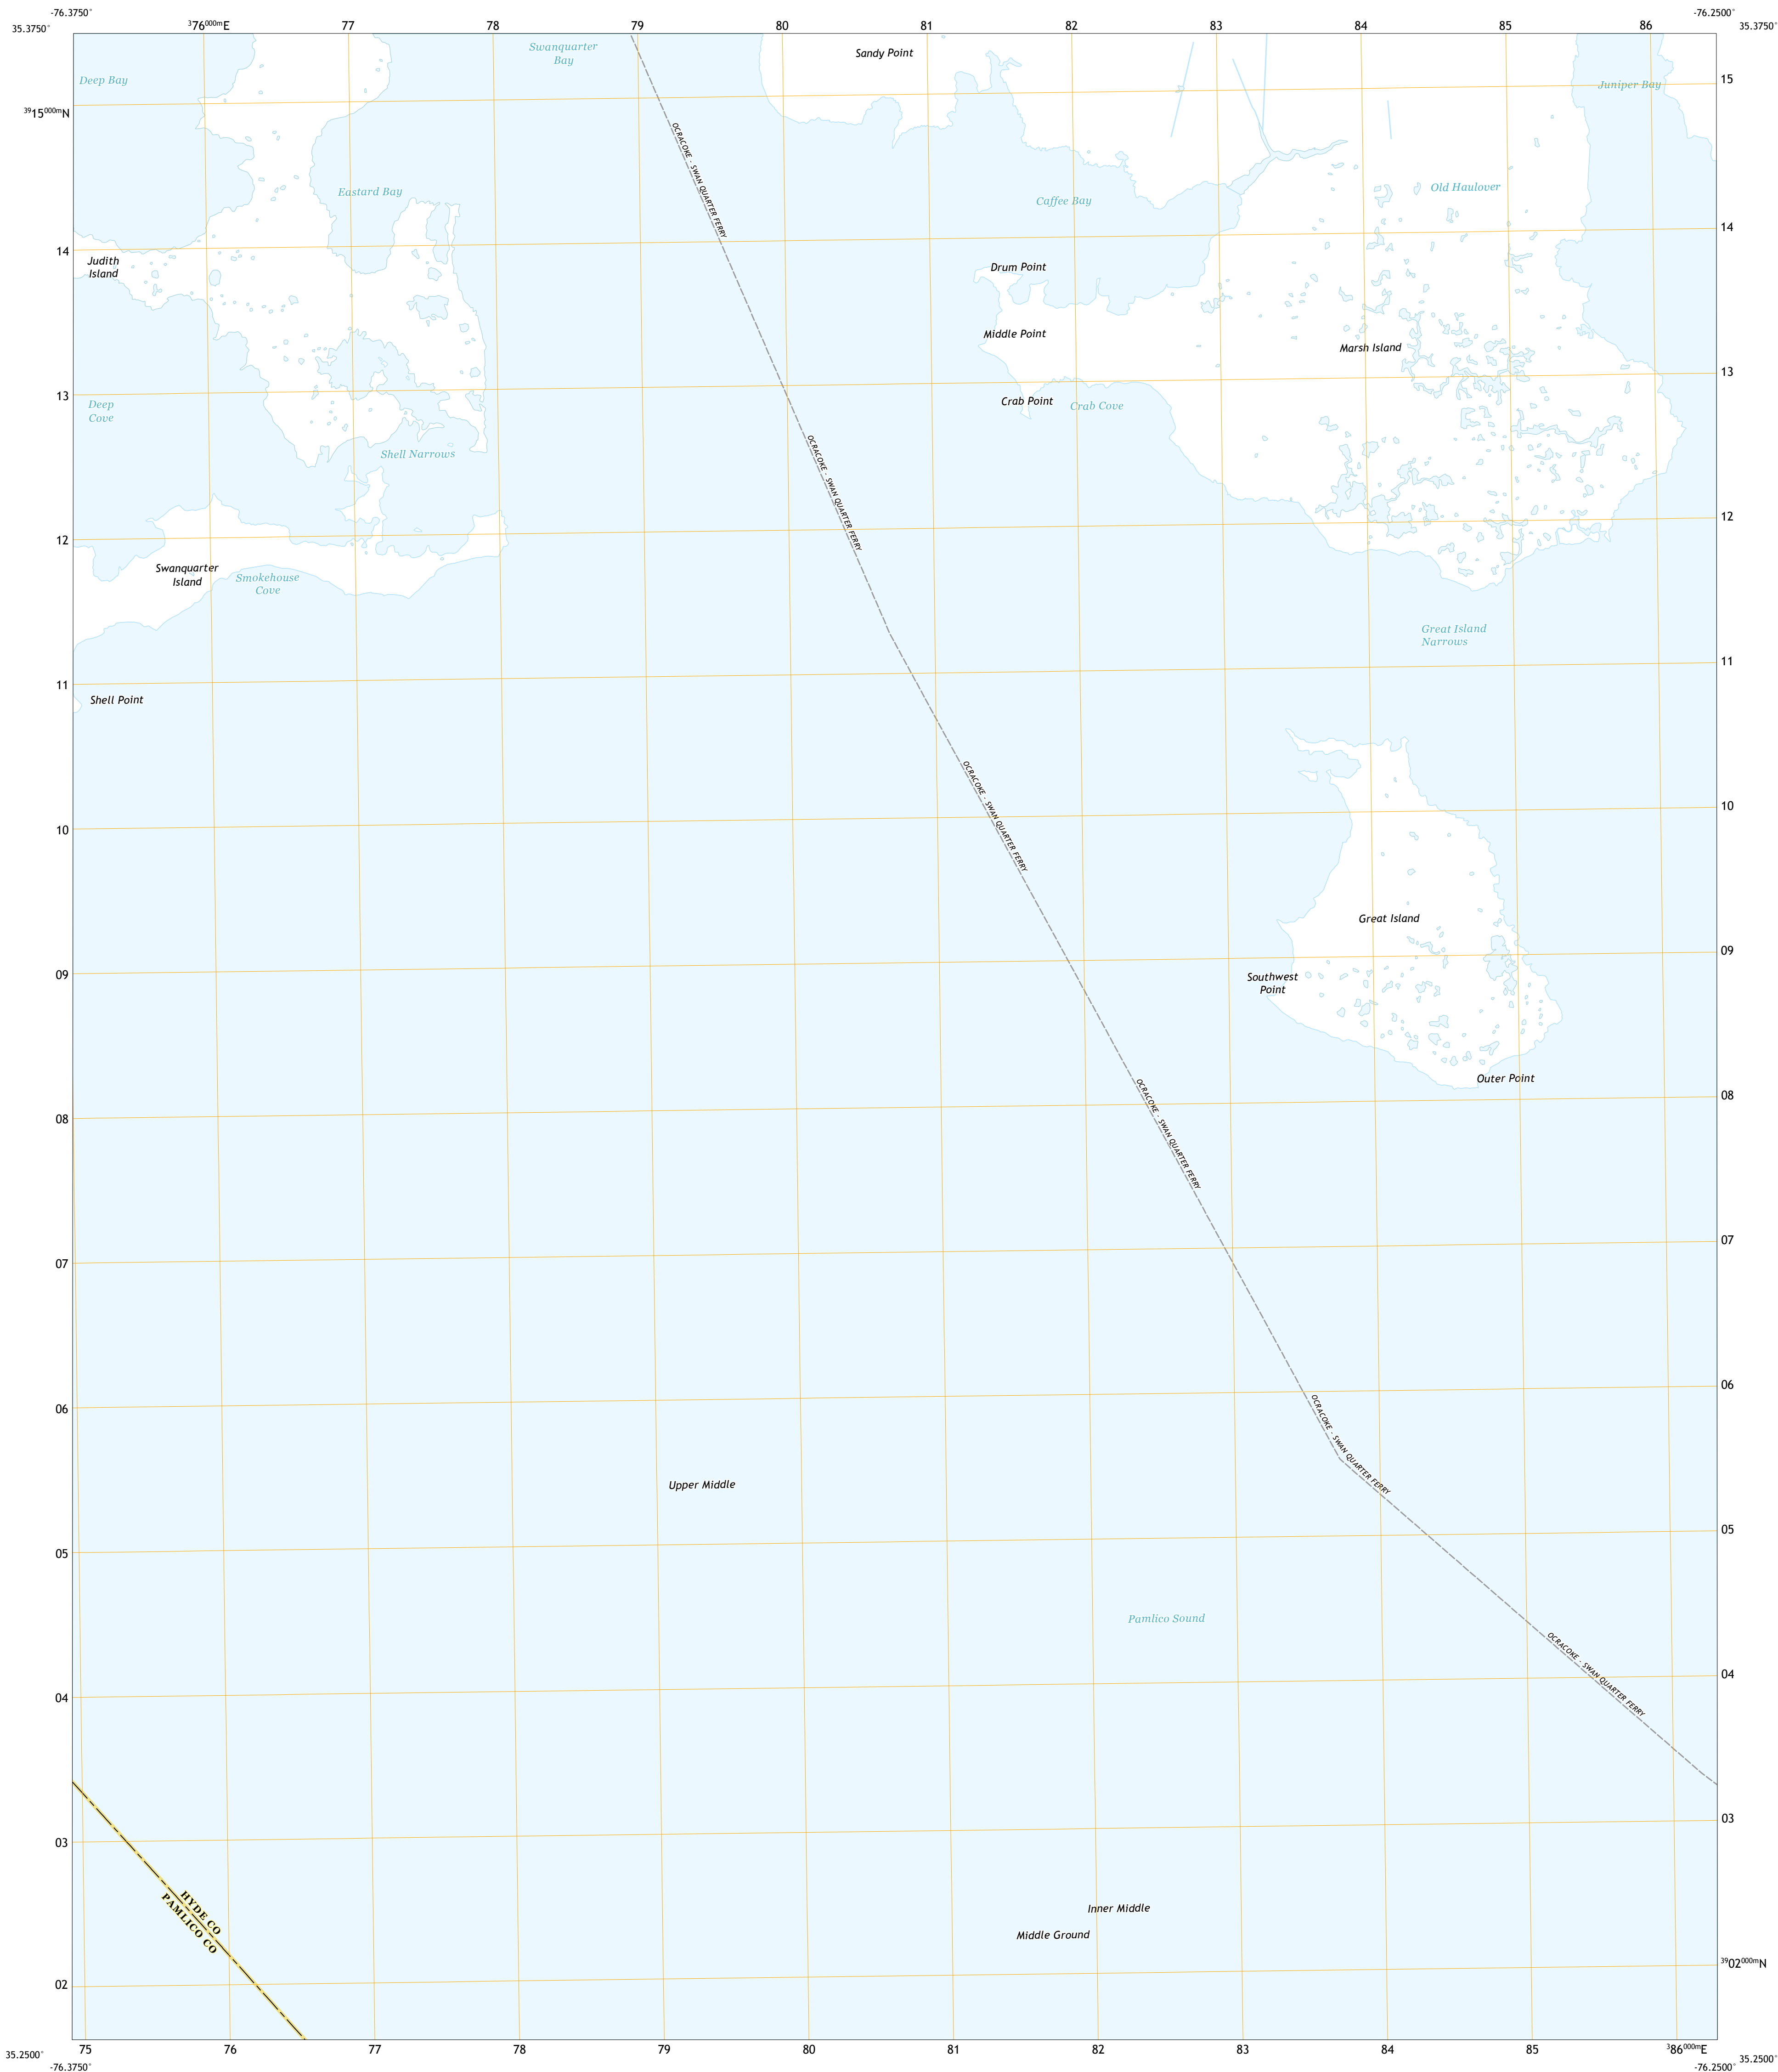 -76.3750°
-76.2500°
35.3750°
³76⁰⁰⁰ᵐE
77
78
79
80
81
82
83
84
85
86
35.3750°
Swanquarter
Bay
Sandy Point
Deep Bay
15
Juniper Bay
³⁹15⁰⁰⁰ᵐN
OCRACOKE - SWAN QUARTER FERRY
Eastard Bay
Caffee Bay
Old Haulover
14
14
Judith
Island
Drum Point
Middle Point
Marsh Island
13
13
Deep
Cove
Crab Point
Crab Cove
Shell Narrows
OCRACOKE - SWAN QUARTER FERRY
12
12
Swanquarter
Island
Smokehouse
Cove
Great Island
Narrows
11
11
Shell Point
OCRACOKE - SWAN QUARTER FERRY
10
10
Great Island
09
09
Southwest
Point
Outer Point
08
08
OCRACOKE - SWAN QUARTER FERRY
07
07
06
06
OCRACOKE - SWAN QUARTER FERRY
Upper Middle
05
05
Pamlico Sound
OCRACOKE - SWAN QUARTER FERRY
04
04
03
03
HYDE CO
PAMLICO CO
Inner Middle
Middle Ground
02
³⁹02⁰⁰⁰ᵐN
35.2500°
75
76
77
78
79
80
81
82
83
84
85
³86⁰⁰⁰ᵐE
35.2500°
-76.3750°
-76.2500°